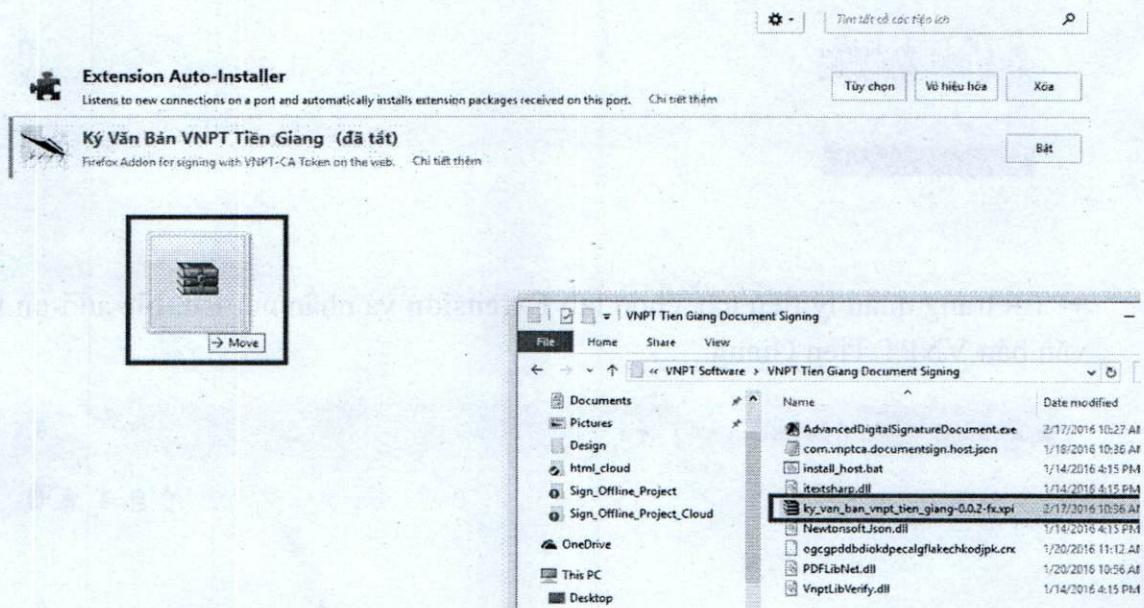 Tìm tất cả các tiện ích
Extension Auto-Installer
Listens to new connections on a port and automatically installs extension packages received on this port. Chi tiết thêm
Tùy chọn
Vô hiệu hóa
Xóa
Ký Văn Bản VNPT Tiền Giang (đã tắt)
Firefox Addon for signing with VNPT-CA Token on the web. Chi tiết thêm
Bật
→ Move
VNPT Tien Giang Document Signing
File Home Share View
« VNPT Software › VNPT Tien Giang Document Signing
Documents
Pictures
Design
html_cloud
Sign_Offline_Project
Sign_Offline_Project_Cloud
OneDrive
This PC
Desktop
Name Date modified
AdvancedDigitalSignatureDocument.exe 2/17/2016 10:27 AM
com.vnptca.documentsign.host.json 1/18/2016 10:36 AM
install_host.bat 1/14/2016 4:15 PM
itextsharp.dll 1/14/2016 4:15 PM
ky_van_ban_vnpt_tien_giang-0.0.2-fx.xpi 2/17/2016 10:36 AM
Newtonsoft.Json.dll 1/14/2016 4:15 PM
ogcgpddbdiokdpecalgflakechkodjpk.crx 1/20/2016 11:12 AM
PDFLibNet.dll 1/20/2016 10:56 AM
VnptLibVerify.dll 1/14/2016 4:15 PM